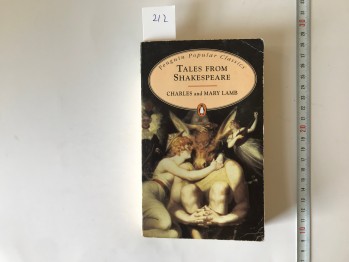 212
Penguin Popular Classics
TALES FROM
SHAKESPEARE
CHARLES and MARY LAMB